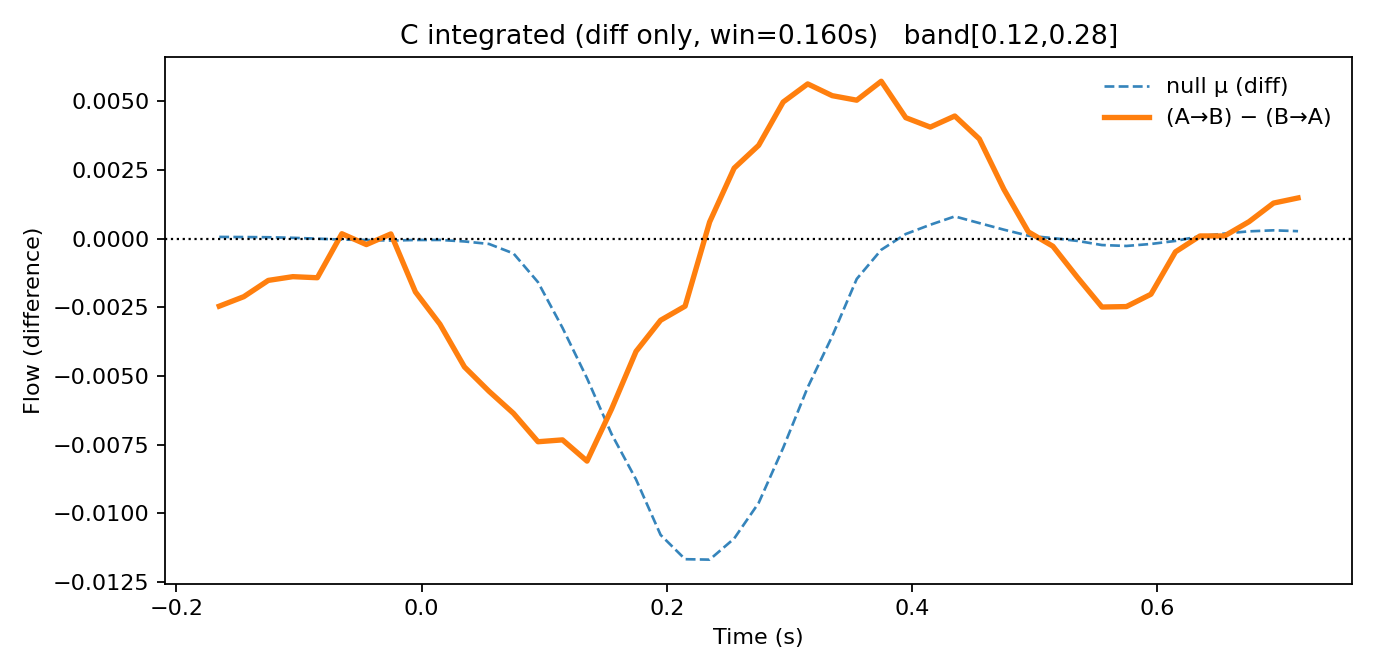 C integrated (diff only, win=0.160s)   band[0.12,0.28]
null μ (diff)
(A→B) − (B→A)
Flow (difference)
0.0050
0.0025
0.0000
−0.0025
−0.0050
−0.0075
−0.0100
−0.0125
−0.2 0.0 0.2 0.4 0.6
Time (s)